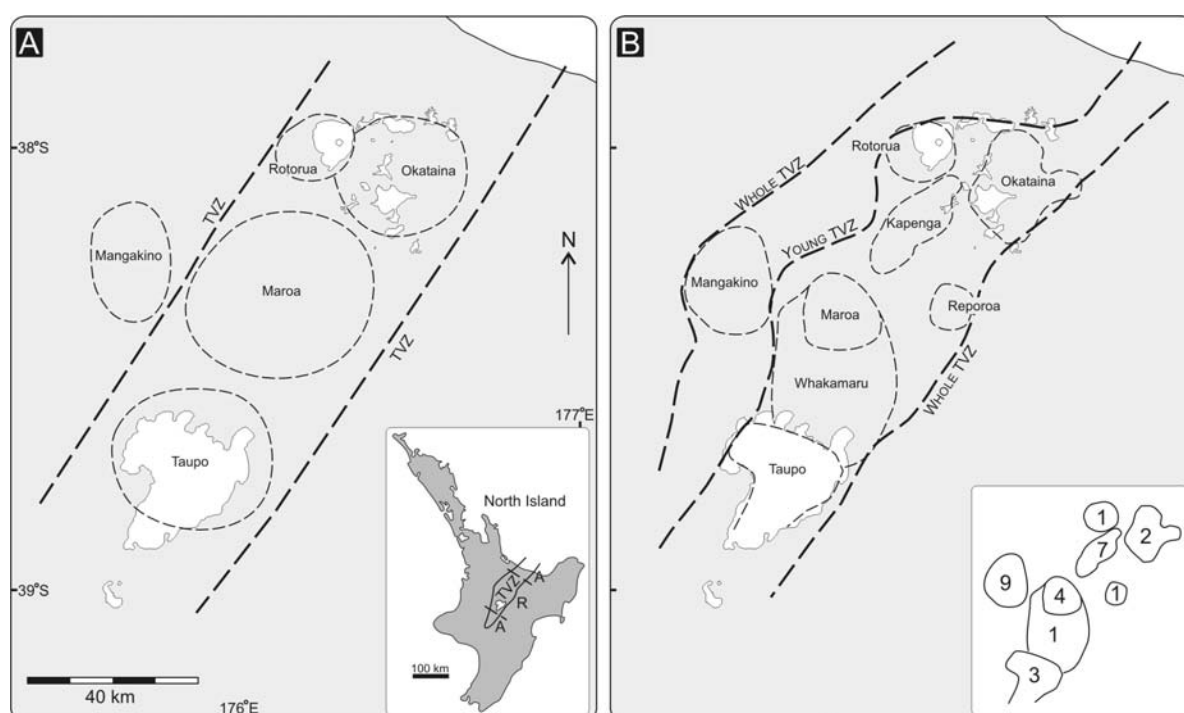 A
38°S
Rotorua
Okataina
TVZ
Mangakino
N
Maroa
TVZ
177°E
Taupo
North Island
TVZ
A
R
A
39°S
100 km
40 km
176°E
B
WHOLE TVZ
Rotorua
Okataina
Kapenga
YOUNG TVZ
Mangakino
Maroa
Reporoa
Whakamaru
WHOLE TVZ
Taupo
1
2
7
9
4
1
1
3